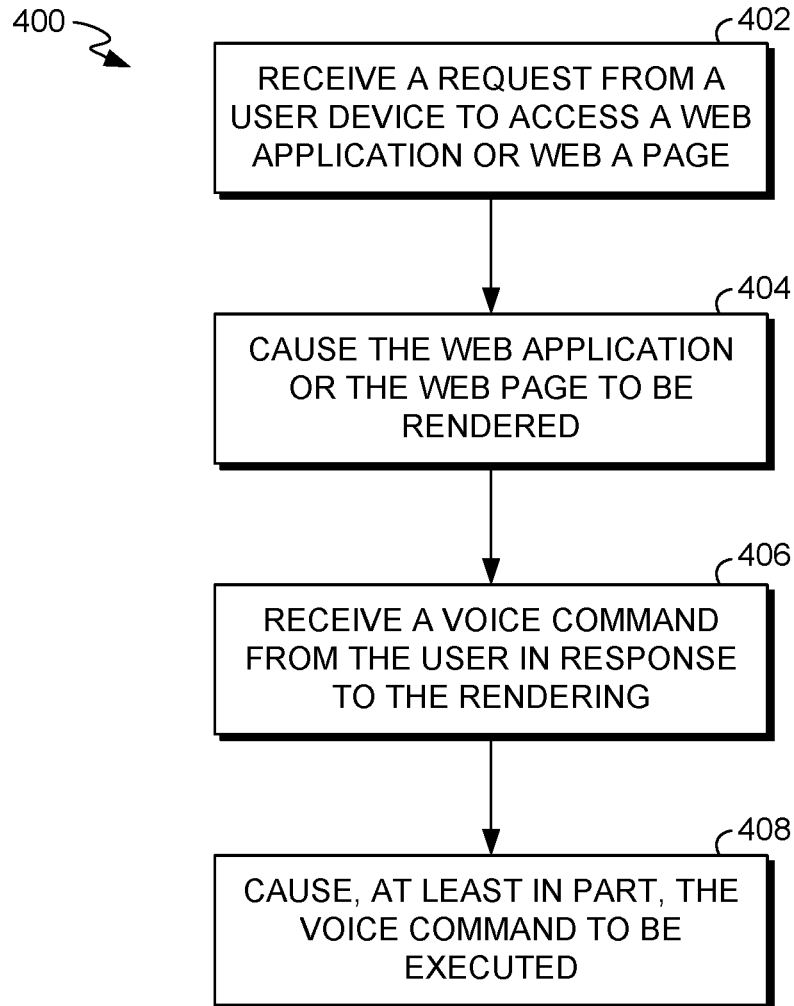 400
402
RECEIVE A REQUEST FROM A
USER DEVICE TO ACCESS A WEB
APPLICATION OR WEB A PAGE
404
CAUSE THE WEB APPLICATION
OR THE WEB PAGE TO BE
RENDERED
406
RECEIVE A VOICE COMMAND
FROM THE USER IN RESPONSE
TO THE RENDERING
408
CAUSE, AT LEAST IN PART, THE
VOICE COMMAND TO BE
EXECUTED